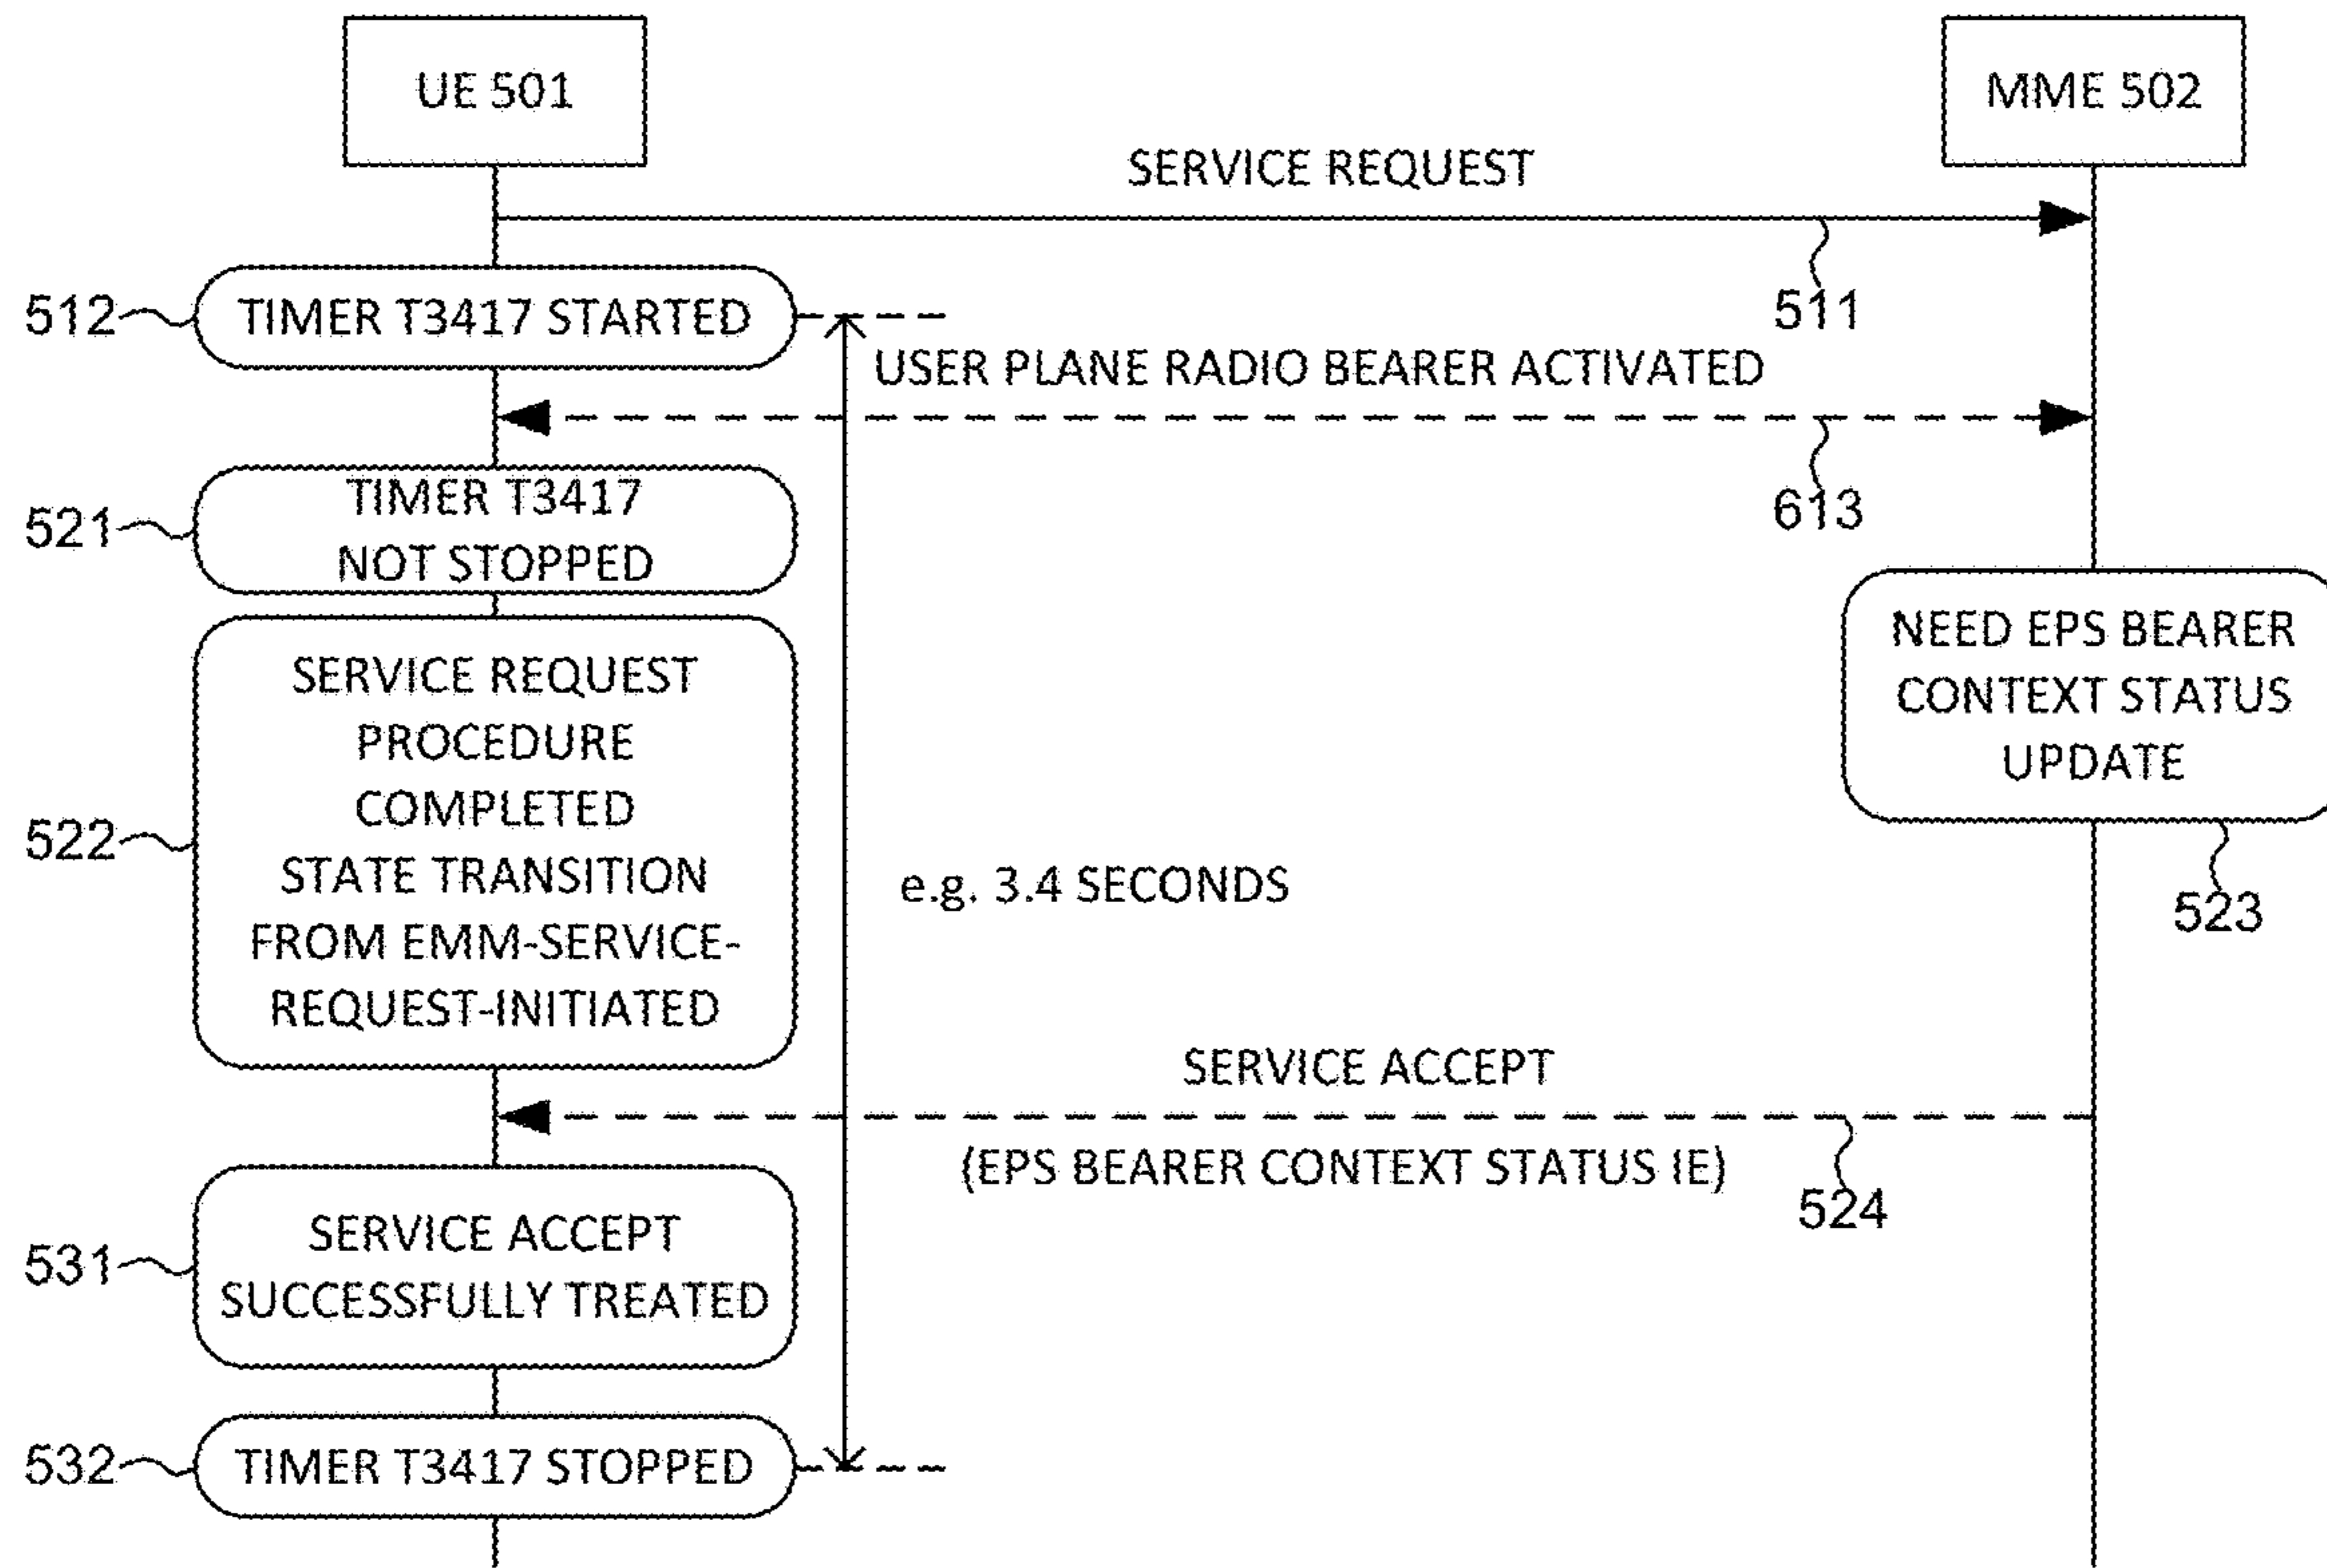 UE 501
MME 502
SERVICE REQUEST
511
512
TIMER T3417 STARTED
USER PLANE RADIO BEARER ACTIVATED
613
521
TIMER T3417
NOT STOPPED
NEED EPS BEARER
CONTEXT STATUS
UPDATE
523
522
SERVICE REQUEST
PROCEDURE
COMPLETED
STATE TRANSITION
FROM EMM-SERVICE-
REQUEST-INITIATED
e.g. 3.4 SECONDS
SERVICE ACCEPT
(EPS BEARER CONTEXT STATUS IE)
524
531
SERVICE ACCEPT
SUCCESSFULLY TREATED
532
TIMER T3417 STOPPED